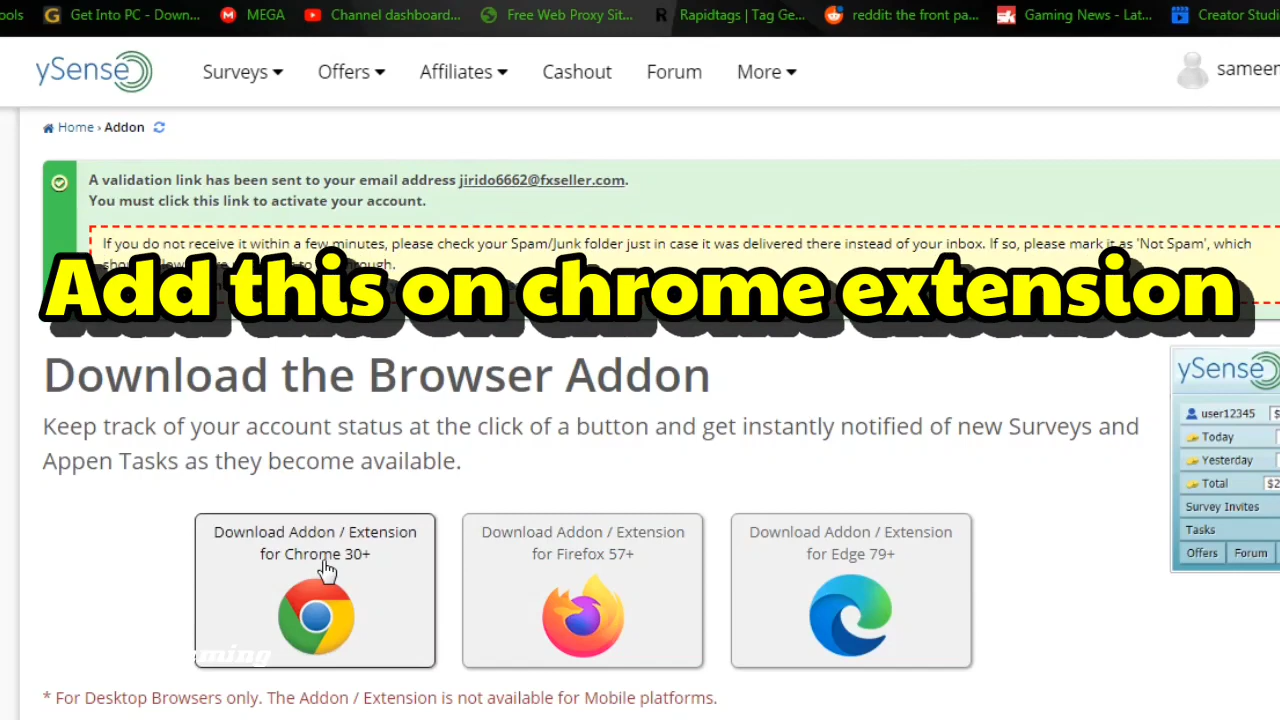 ols
Get Into PC - Down...
MEGA
Channel dashboard...
Free Web Proxy Sit...
Rapidtags | Tag Ge...
reddit: the front pa...
Gaming News - Lat...
Creator Studi
ySense
Surveys
Offers
Affiliates
Cashout
Forum
More
sameer
Home › Addon
A validation link has been sent to your email address jirido6662@fxseller.com.
You must click this link to activate your account.
If you do not receive it within a few minutes, please check your Spam/Junk folder just in case it was delivered there instead of your inbox. If so, please mark it as 'Not Spam', which
Add this on chrome extension
Download the Browser Addon
Keep track of your account status at the click of a button and get instantly notified of new Surveys and
Appen Tasks as they become available.
Download Addon / Extension
for Chrome 30+
Download Addon / Extension
for Firefox 57+
Download Addon / Extension
for Edge 79+
ySense
user12345 $
Today
Yesterday
Total $2
Survey Invites
Tasks
Offers Forum
eming
* For Desktop Browsers only. The Addon / Extension is not available for Mobile platforms.